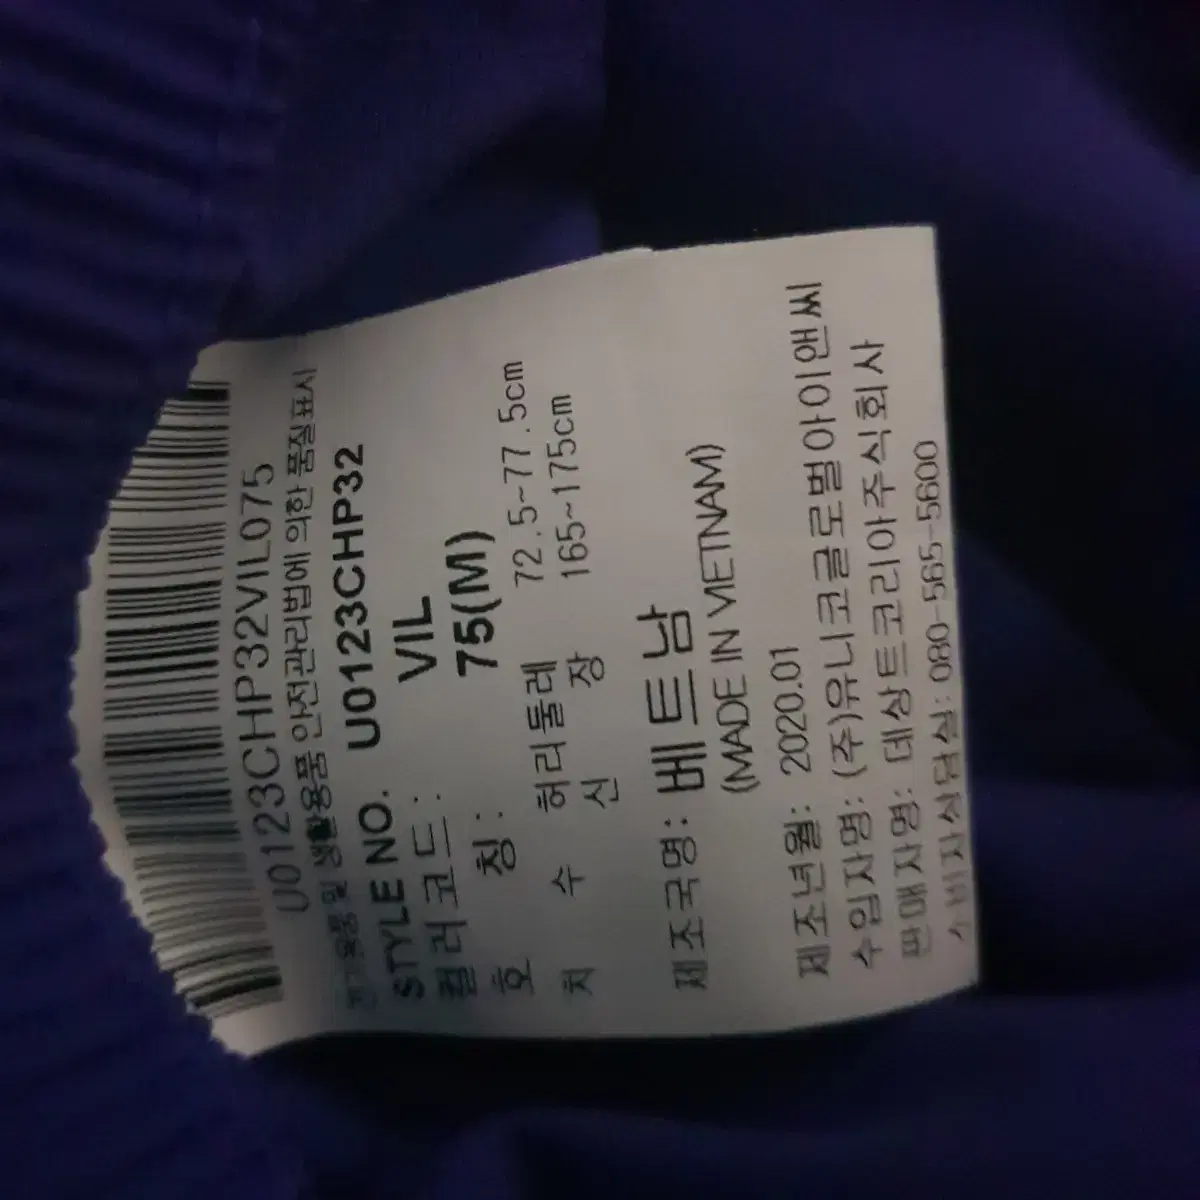 U0123CHP32VIL075
전기용품 및 생활용품 안전관리법에 의한 품질표시
STYLE NO. U0123CHP32
컬러코드: VIL
호 칭: 75(M)
치 수 허리둘레 72.5~77.5cm
신 장 165~175cm
제조국명: 베트남
(MADE IN VIETNAM)
제조년월: 2020.01
수입자명: (주)유니코글로벌아이앤씨
판매자명: 데상트코리아주식회사
소비자상담실: 080-565-5600